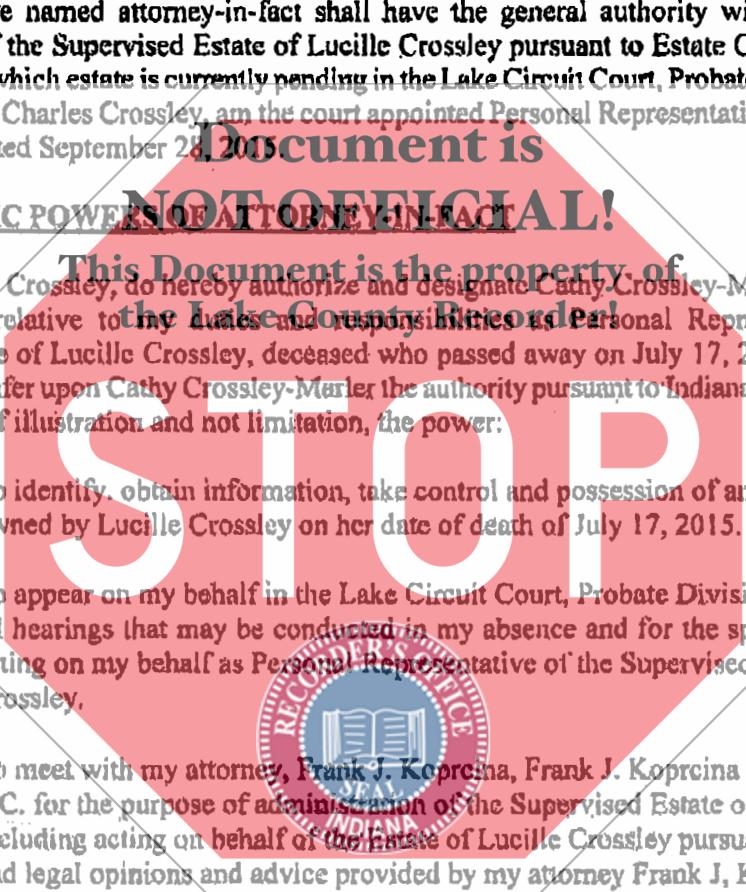 e named attorney-in-fact shall have the general authority wi
f the Supervised Estate of Lucille Crossley pursuant to Estate C
which estate is currently pending in the Lake Circuit Court, Probat
Charles Crossley, am the court appointed Personal Representati
ted September 28, 2015.
Document is
NOT OFFICIAL!
C POWERS OF ATTORNEY-IN-FACT
This Document is the property of
the Lake County Recorder!
Crossley, do hereby authorize and designate Cathy Crossley-M
relative to my duties and responsibilities as Personal Repr
e of Lucille Crossley, deceased who passed away on July 17, 2
fer upon Cathy Crossley-Murler the authority pursuant to Indiana
f illustration and not limitation, the power:
STOP
o identify, obtain information, take control and possession of an
wned by Lucille Crossley on her date of death of July 17, 2015.
o appear on my behalf in the Lake Circuit Court, Probate Divisi
l hearings that may be conducted in my absence and for the sp
ting on my behalf as Personal Representative of the Supervised
rossley.
RECORDER'S OFFICE
SEAL
INDIANA
o meet with my attorney, Frank J. Koprcina, Frank J. Koprcina
C. for the purpose of administration of the Supervised Estate o
cluding acting on behalf of the Estate of Lucille Crossley pursu
nd legal opinions and advice provided by my attorney Frank J, K